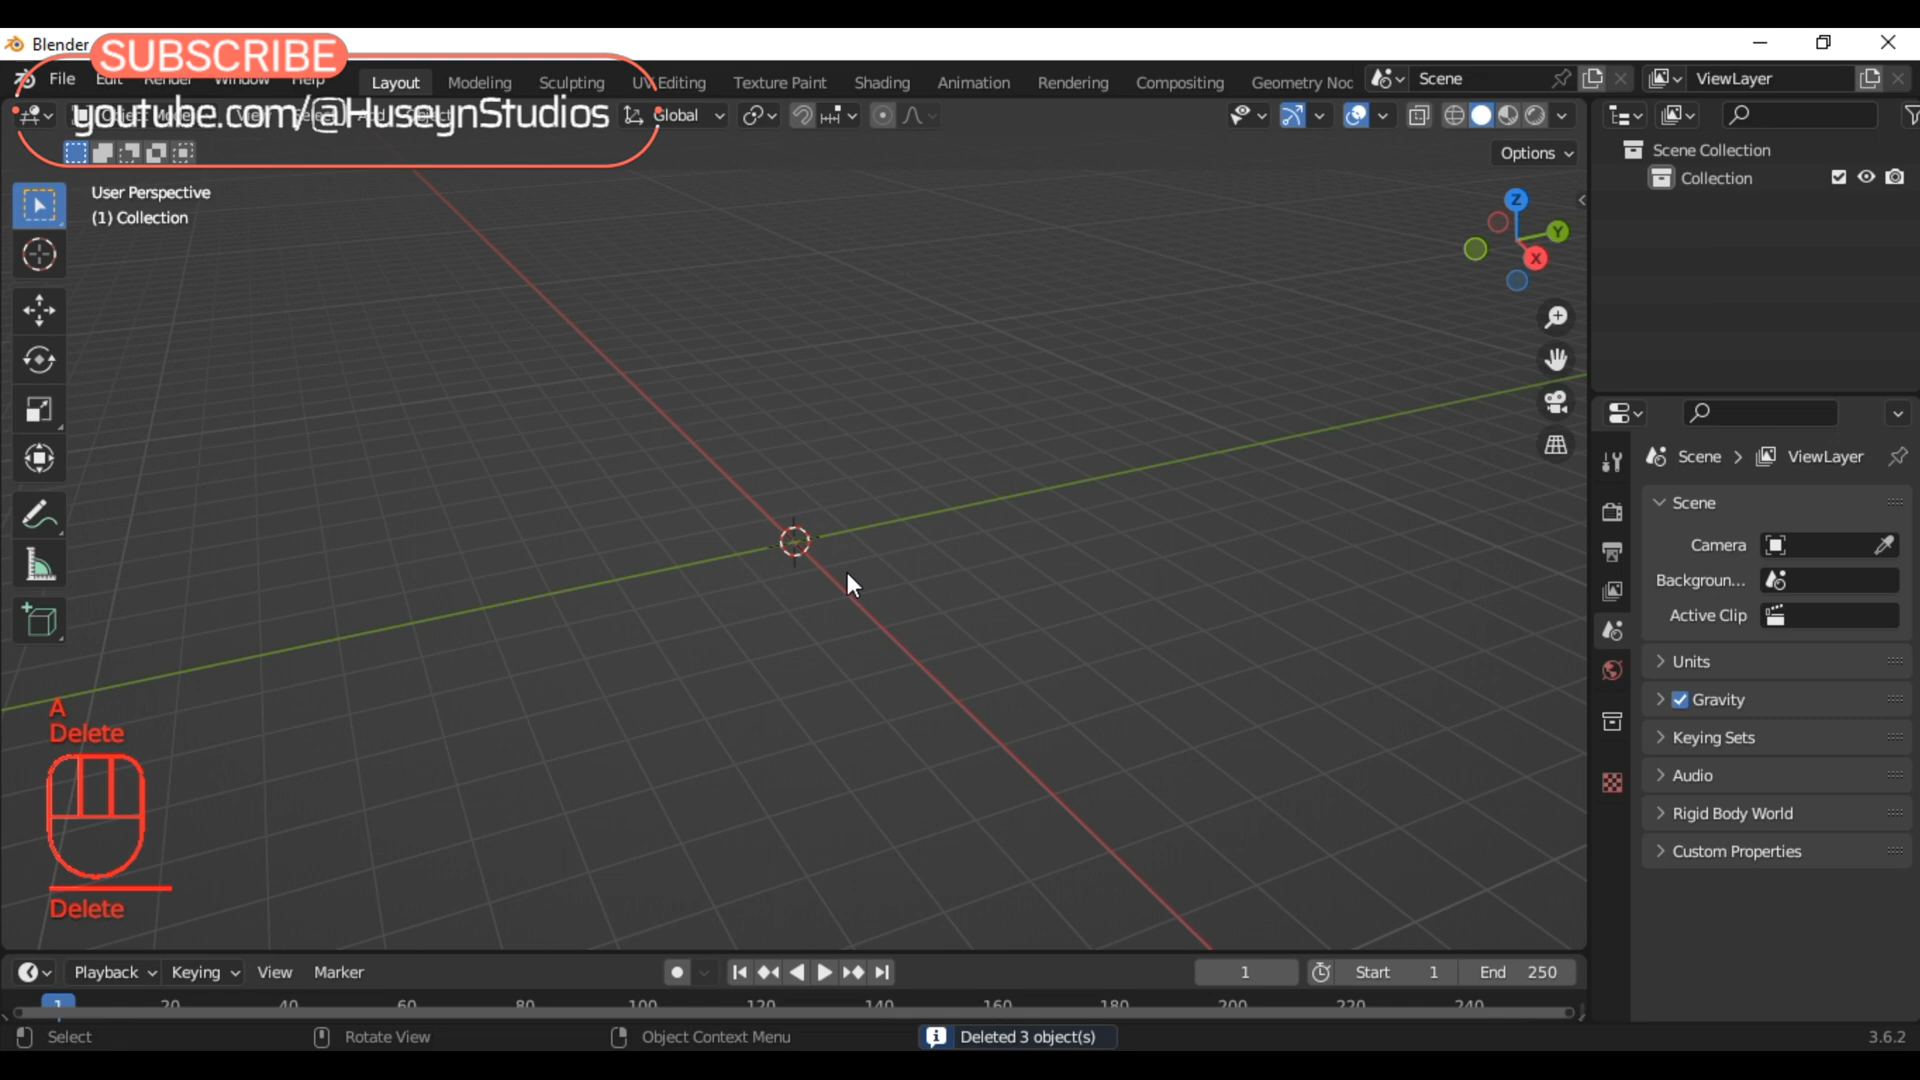 Blender
SUBSCRIBE
youtube.com/@HuseynStudios
File Edit Render Window Help
Layout Modeling Sculpting UV Editing Texture Paint Shading Animation Rendering Compositing Geometry Noc
Scene
ViewLayer
Global
Options
User Perspective
(1) Collection
Z
Y
X
Scene Collection
Collection
Scene > ViewLayer
Scene
Camera
Backgroun...
Active Clip
Units
Gravity
Keying Sets
Audio
Rigid Body World
Custom Properties
A
Delete
Delete
Playback Keying View Marker
1 Start 1 End 250
1 20 40 60 80 100 120 140 160 180 200 220 240
Select Rotate View Object Context Menu Deleted 3 object(s) 3.6.2